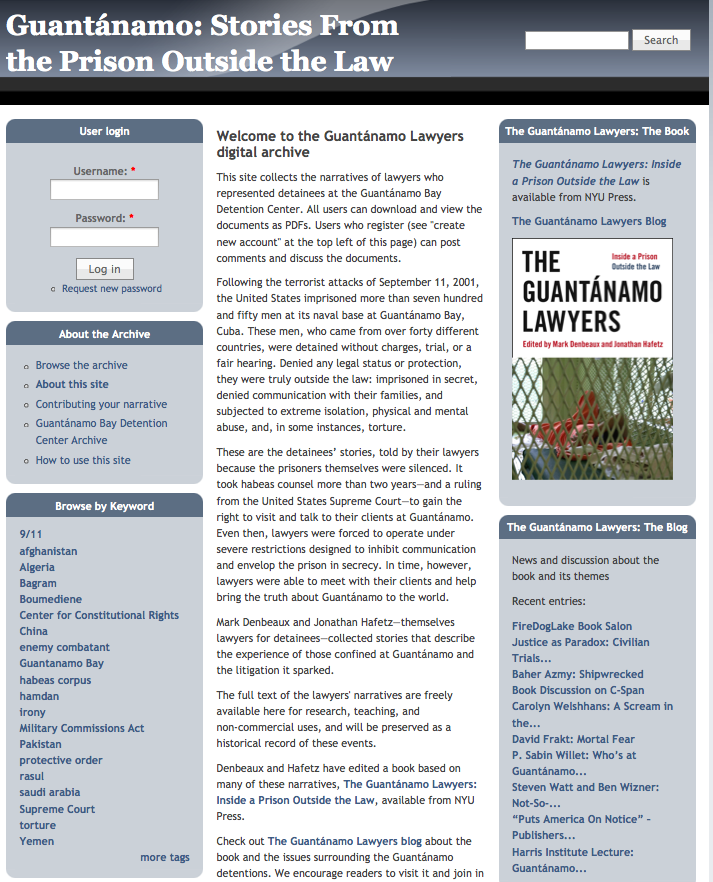 Guantánamo: Stories From
the Prison Outside the Law
Search
User login
Username: *
Password: *
Log in
Request new password
About the Archive
Browse the archive
About this site
Contributing your narrative
Guantánamo Bay Detention
Center Archive
How to use this site
Browse by Keyword
9/11
afghanistan
Algeria
Bagram
Boumediene
Center for Constitutional Rights
China
enemy combatant
Guantanamo Bay
habeas corpus
hamdan
irony
Military Commissions Act
Pakistan
protective order
rasul
saudi arabia
Supreme Court
torture
Yemen
more tags
Welcome to the Guantánamo Lawyers
digital archive
This site collects the narratives of lawyers who
represented detainees at the Guantánamo Bay
Detention Center. All users can download and view the
documents as PDFs. Users who register (see "create
new account" at the top left of this page) can post
comments and discuss the documents.
Following the terrorist attacks of September 11, 2001,
the United States imprisoned more than seven hundred
and fifty men at its naval base at Guantánamo Bay,
Cuba. These men, who came from over forty different
countries, were detained without charges, trial, or a
fair hearing. Denied any legal status or protection,
they were truly outside the law: imprisoned in secret,
denied communication with their families, and
subjected to extreme isolation, physical and mental
abuse, and, in some instances, torture.
These are the detainees’ stories, told by their lawyers
because the prisoners themselves were silenced. It
took habeas counsel more than two years—and a ruling
from the United States Supreme Court—to gain the
right to visit and talk to their clients at Guantánamo.
Even then, lawyers were forced to operate under
severe restrictions designed to inhibit communication
and envelop the prison in secrecy. In time, however,
lawyers were able to meet with their clients and help
bring the truth about Guantánamo to the world.
Mark Denbeaux and Jonathan Hafetz—themselves
lawyers for detainees—collected stories that describe
the experience of those confined at Guantánamo and
the litigation it sparked.
The full text of the lawyers' narratives are freely
available here for research, teaching, and
non-commercial uses, and will be preserved as a
historical record of these events.
Denbeaux and Hafetz have edited a book based on
many of these narratives, The Guantánamo Lawyers:
Inside a Prison Outside the Law, available from NYU
Press.
Check out The Guantánamo Lawyers blog about the
book and the issues surrounding the Guantánamo
detentions. We encourage readers to visit it and join in
The Guantánamo Lawyers: The Book
The Guantánamo Lawyers: Inside
a Prison Outside the Law is
available from NYU Press.
The Guantánamo Lawyers Blog
THE
GUANTÁNAMO
LAWYERS
Inside a Prison
Outside the Law
Edited by Mark Denbeaux and Jonathan Hafetz
The Guantánamo Lawyers: The Blog
News and discussion about the
book and its themes
Recent entries:
FireDogLake Book Salon
Justice as Paradox: Civilian
Trials...
Baher Azmy: Shipwrecked
Book Discussion on C-Span
Carolyn Welshhans: A Scream in
the...
David Frakt: Mortal Fear
P. Sabin Willet: Who’s at
Guantánamo...
Steven Watt and Ben Wizner:
Not-So-...
“Puts America On Notice” –
Publishers...
Harris Institute Lecture:
Guantánamo...